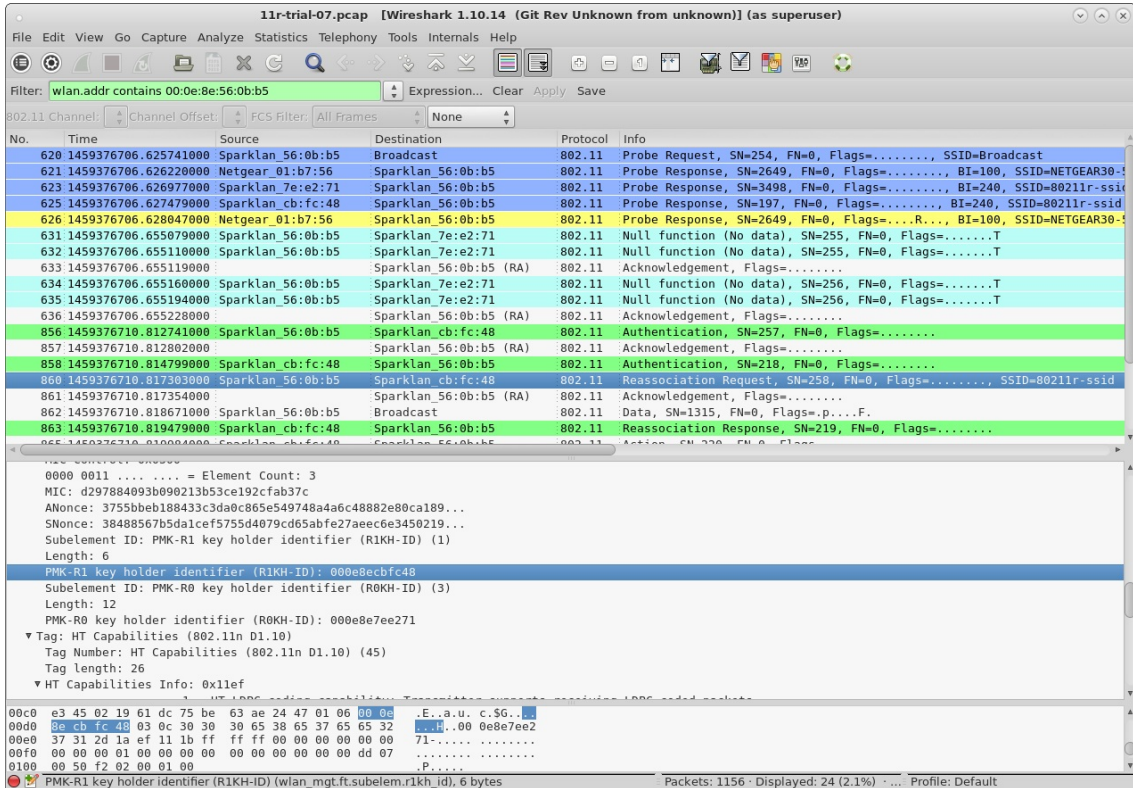 11r-trial-07.pcap [Wireshark 1.10.14 (Git Rev Unknown from unknown)] (as superuser)
File Edit View Go Capture Analyze Statistics Telephony Tools Internals Help
Filter: wlan.addr contains 00:0e:8e:56:0b:b5 Expression... Clear Apply Save
802.11 Channel: Channel Offset: FCS Filter: All Frames None
No. Time Source Destination Protocol Info
620 1459376706.625741000 Sparklan_56:0b:b5 Broadcast 802.11 Probe Request, SN=254, FN=0, Flags=........, SSID=Broadcast
621 1459376706.626220000 Netgear_01:b7:56 Sparklan_56:0b:b5 802.11 Probe Response, SN=2649, FN=0, Flags=........, BI=100, SSID=NETGEAR30-5
623 1459376706.626977000 Sparklan_7e:e2:71 Sparklan_56:0b:b5 802.11 Probe Response, SN=3498, FN=0, Flags=........, BI=240, SSID=80211r-ssid
625 1459376706.627479000 Sparklan_cb:fc:48 Sparklan_56:0b:b5 802.11 Probe Response, SN=197, FN=0, Flags=........, BI=240, SSID=80211r-ssid
626 1459376706.628047000 Netgear_01:b7:56 Sparklan_56:0b:b5 802.11 Probe Response, SN=2649, FN=0, Flags=....R..., BI=100, SSID=NETGEAR30-5
631 1459376706.655079000 Sparklan_56:0b:b5 Sparklan_7e:e2:71 802.11 Null function (No data), SN=255, FN=0, Flags=.......T
632 1459376706.655110000 Sparklan_56:0b:b5 Sparklan_7e:e2:71 802.11 Null function (No data), SN=255, FN=0, Flags=.......T
633 1459376706.655119000 Sparklan_56:0b:b5 (RA) 802.11 Acknowledgement, Flags=........
634 1459376706.655160000 Sparklan_56:0b:b5 Sparklan_7e:e2:71 802.11 Null function (No data), SN=256, FN=0, Flags=.......T
635 1459376706.655194000 Sparklan_56:0b:b5 Sparklan_7e:e2:71 802.11 Null function (No data), SN=256, FN=0, Flags=.......T
636 1459376706.655228000 Sparklan_56:0b:b5 (RA) 802.11 Acknowledgement, Flags=........
856 1459376710.812741000 Sparklan_56:0b:b5 Sparklan_cb:fc:48 802.11 Authentication, SN=257, FN=0, Flags=........
857 1459376710.812802000 Sparklan_56:0b:b5 (RA) 802.11 Acknowledgement, Flags=........
858 1459376710.814799000 Sparklan_cb:fc:48 Sparklan_56:0b:b5 802.11 Authentication, SN=218, FN=0, Flags=........
860 1459376710.817303000 Sparklan_56:0b:b5 Sparklan_cb:fc:48 802.11 Reassociation Request, SN=258, FN=0, Flags=........, SSID=80211r-ssid
861 1459376710.817354000 Sparklan_56:0b:b5 (RA) 802.11 Acknowledgement, Flags=........
862 1459376710.818671000 Sparklan_56:0b:b5 Broadcast 802.11 Data, SN=1315, FN=0, Flags=.p....F.
863 1459376710.819479000 Sparklan_cb:fc:48 Sparklan_56:0b:b5 802.11 Reassociation Response, SN=219, FN=0, Flags=........
0000 0011 .... .... = Element Count: 3
MIC: d297884093b090213b53ce192cfab37c
ANonce: 3755bbeb188433c3da0c865e549748a4a6c48882e80ca189...
SNonce: 38488567b5da1cef5755d4079cd65abfe27aeec6e3450219...
Subelement ID: PMK-R1 key holder identifier (R1KH-ID) (1)
Length: 6
PMK-R1 key holder identifier (R1KH-ID): 000e8ecbfc48
Subelement ID: PMK-R0 key holder identifier (R0KH-ID) (3)
Length: 12
PMK-R0 key holder identifier (R0KH-ID): 000e8e7ee271
Tag: HT Capabilities (802.11n D1.10)
Tag Number: HT Capabilities (802.11n D1.10) (45)
Tag length: 26
HT Capabilities Info: 0x11ef
00c0 e3 45 02 19 61 dc 75 be 63 ae 24 47 01 06 00 0e .E..a.u. c.$G....
00d0 8e cb fc 48 03 0c 30 30 30 65 38 65 37 65 65 32 ...H..00 0e8e7ee2
00e0 37 31 2d 1a ef 11 1b ff ff ff 00 00 00 00 00 00 71-..... ........
00f0 00 00 00 01 00 00 00 00 00 00 00 00 00 00 dd 07 ........ ........
0100 00 50 f2 02 00 01 00 .P.....
PMK-R1 key holder identifier (R1KH-ID) (wlan_mgt.ft.subelem.r1kh_id), 6 bytes Packets: 1156 · Displayed: 24 (2.1%) · ... Profile: Default